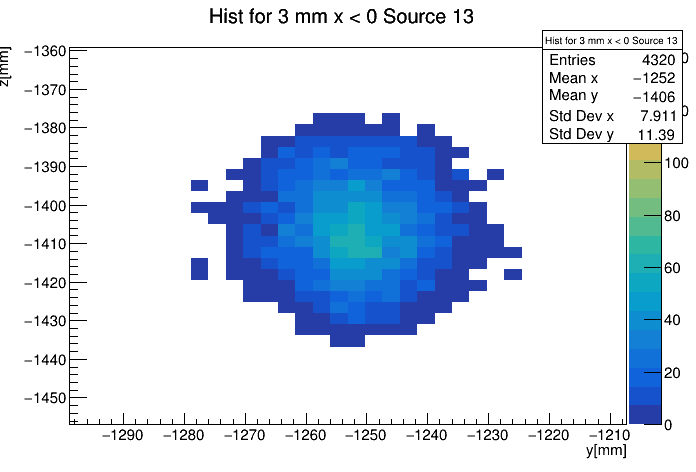 Hist for 3 mm x < 0 Source 13
Hist for 3 mm x < 0 Source 13
Entries 4320
Mean x −1252
Mean y −1406
Std Dev x 7.911
Std Dev y 11.39
z[mm]
−1360
−1370
−1380
−1390
−1400
−1410
−1420
−1430
−1440
−1450
100
80
60
40
20
0
−1290 −1280 −1270 −1260 −1250 −1240 −1230 −1220 −1210
y[mm]